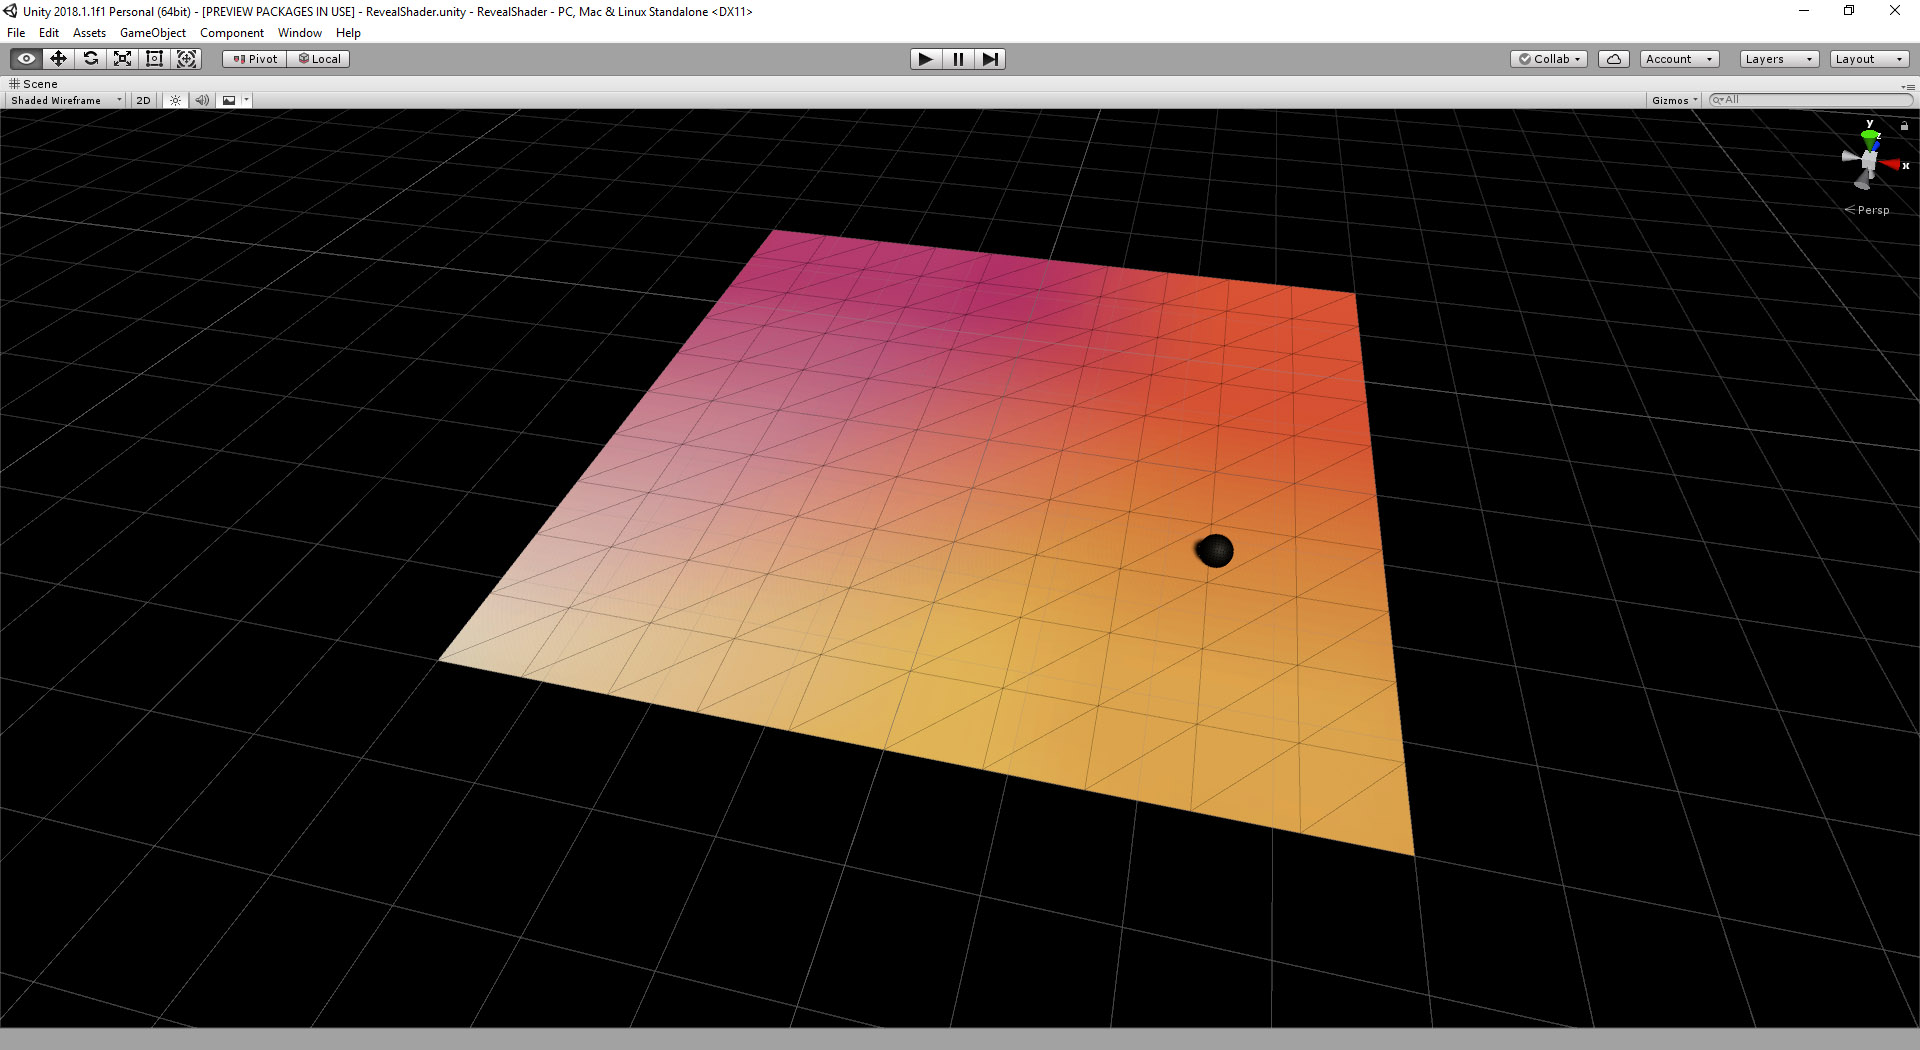 Unity 2018.1.1f1 Personal (64bit) - [PREVIEW PACKAGES IN USE] - RevealShader.unity - RevealShader - PC, Mac & Linux Standalone <DX11>
File Edit Assets GameObject Component Window Help
Pivot Local Collab Account Layers Layout
Scene
Shaded Wireframe 2D Gizmos All
y
z
x
Persp